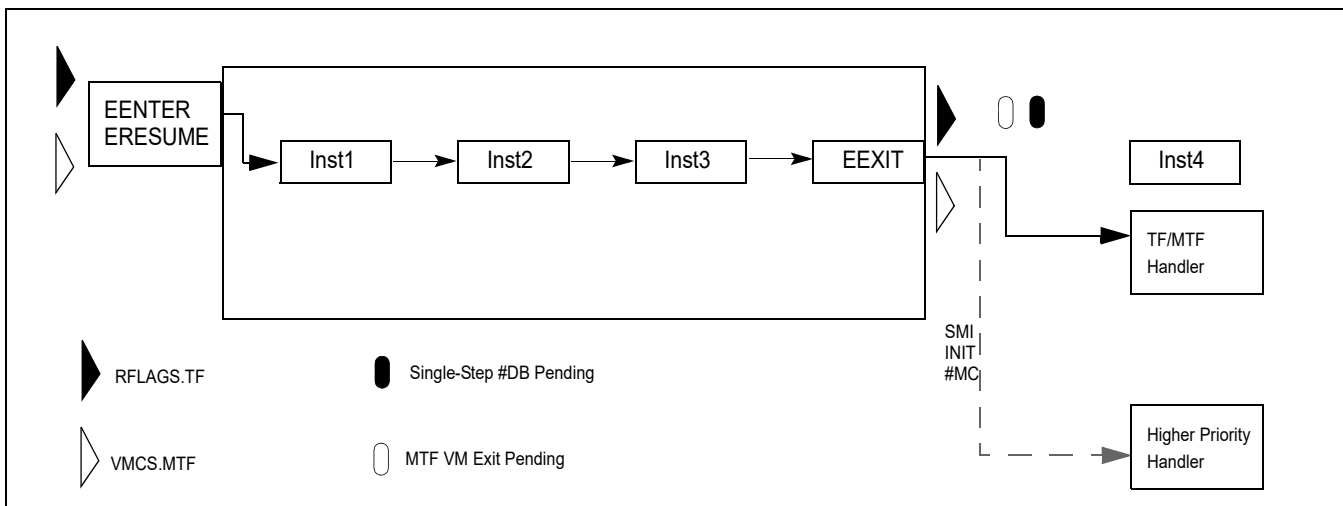 EENTER
ERESUME
Inst1
Inst2
Inst3
EEXIT
Inst4
TF/MTF
Handler
SMI
INIT
#MC
RFLAGS.TF
Single-Step #DB Pending
Higher Priority
Handler
VMCS.MTF
MTF VM Exit Pending